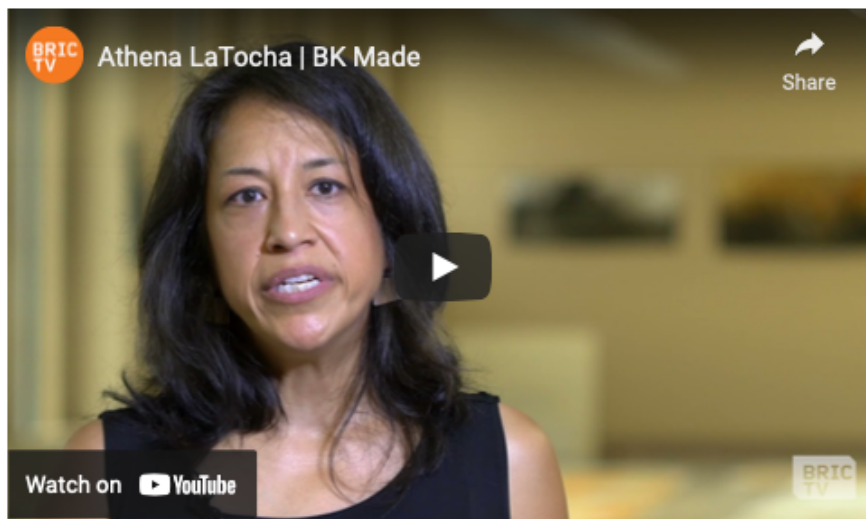 BRIC
TV
Athena LaTocha | BK Made
Share
Watch on YouTube
BRIC
TV